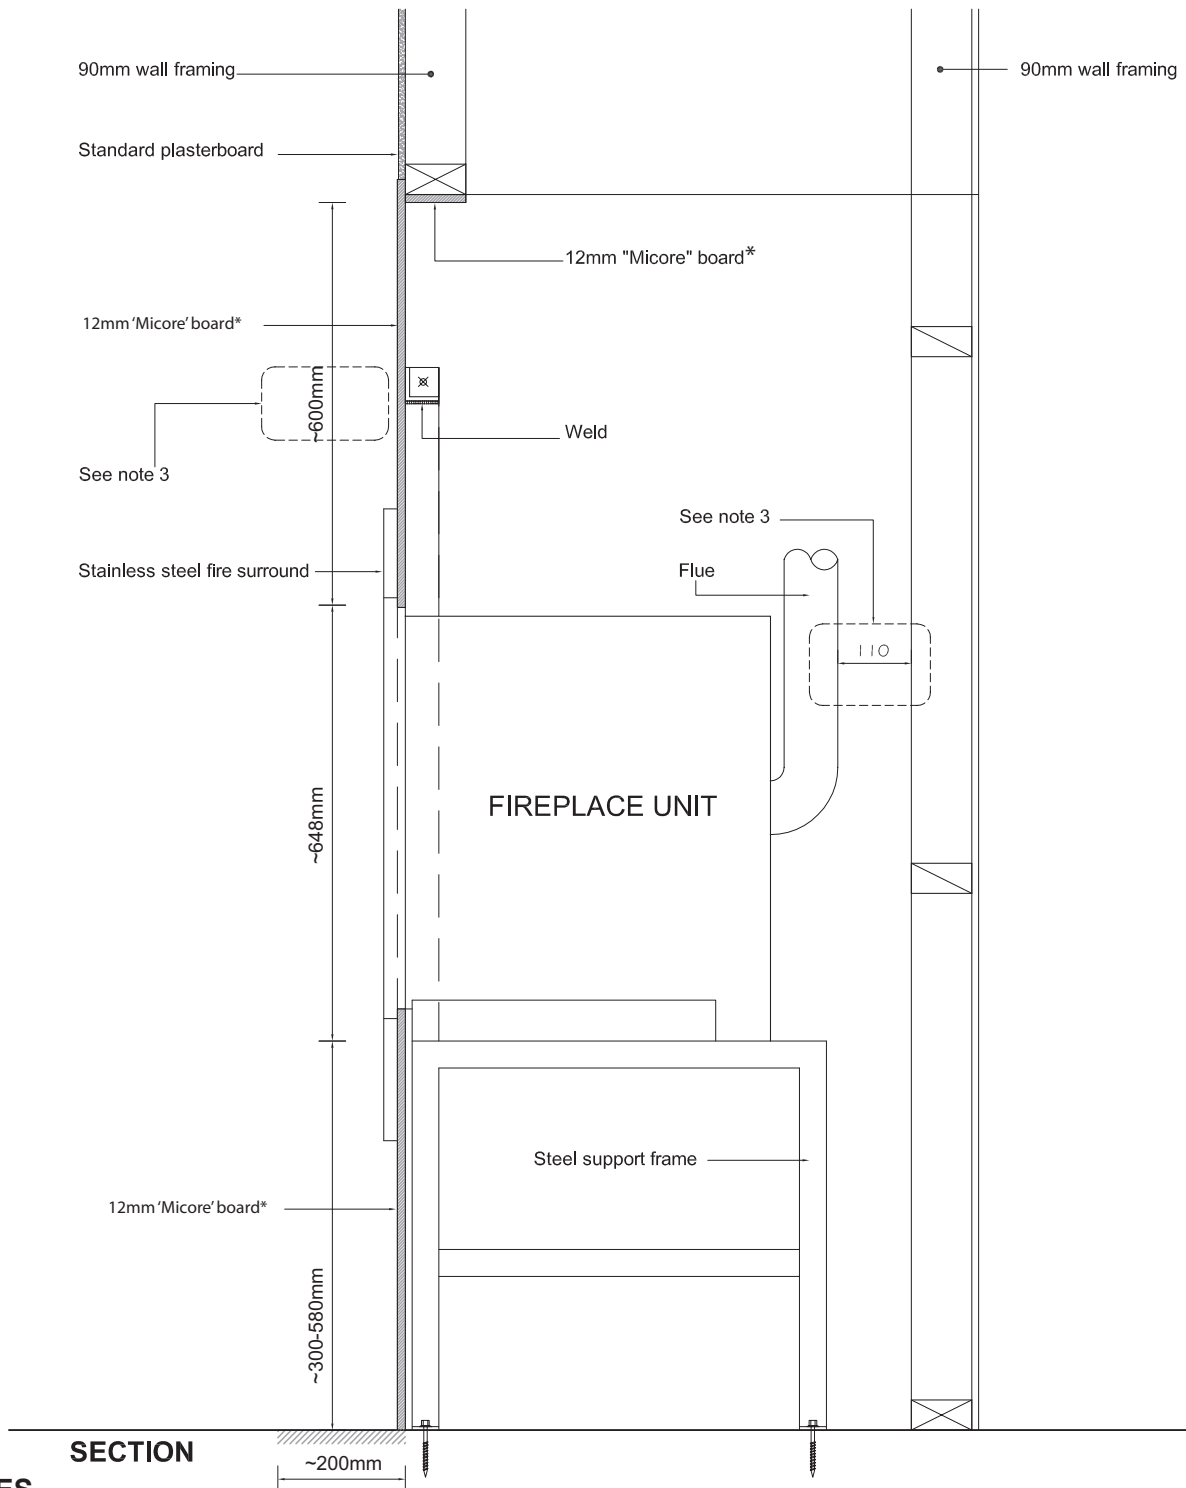 90mm wall framing
90mm wall framing
Standard plasterboard
12mm "Micore" board*
12mm 'Micore' board*
~600mm
Weld
See note 3
See note 3
Stainless steel fire surround
Flue
110
~648mm
FIREPLACE UNIT
Steel support frame
12mm 'Micore' board*
~300-580mm
SECTION
~200mm